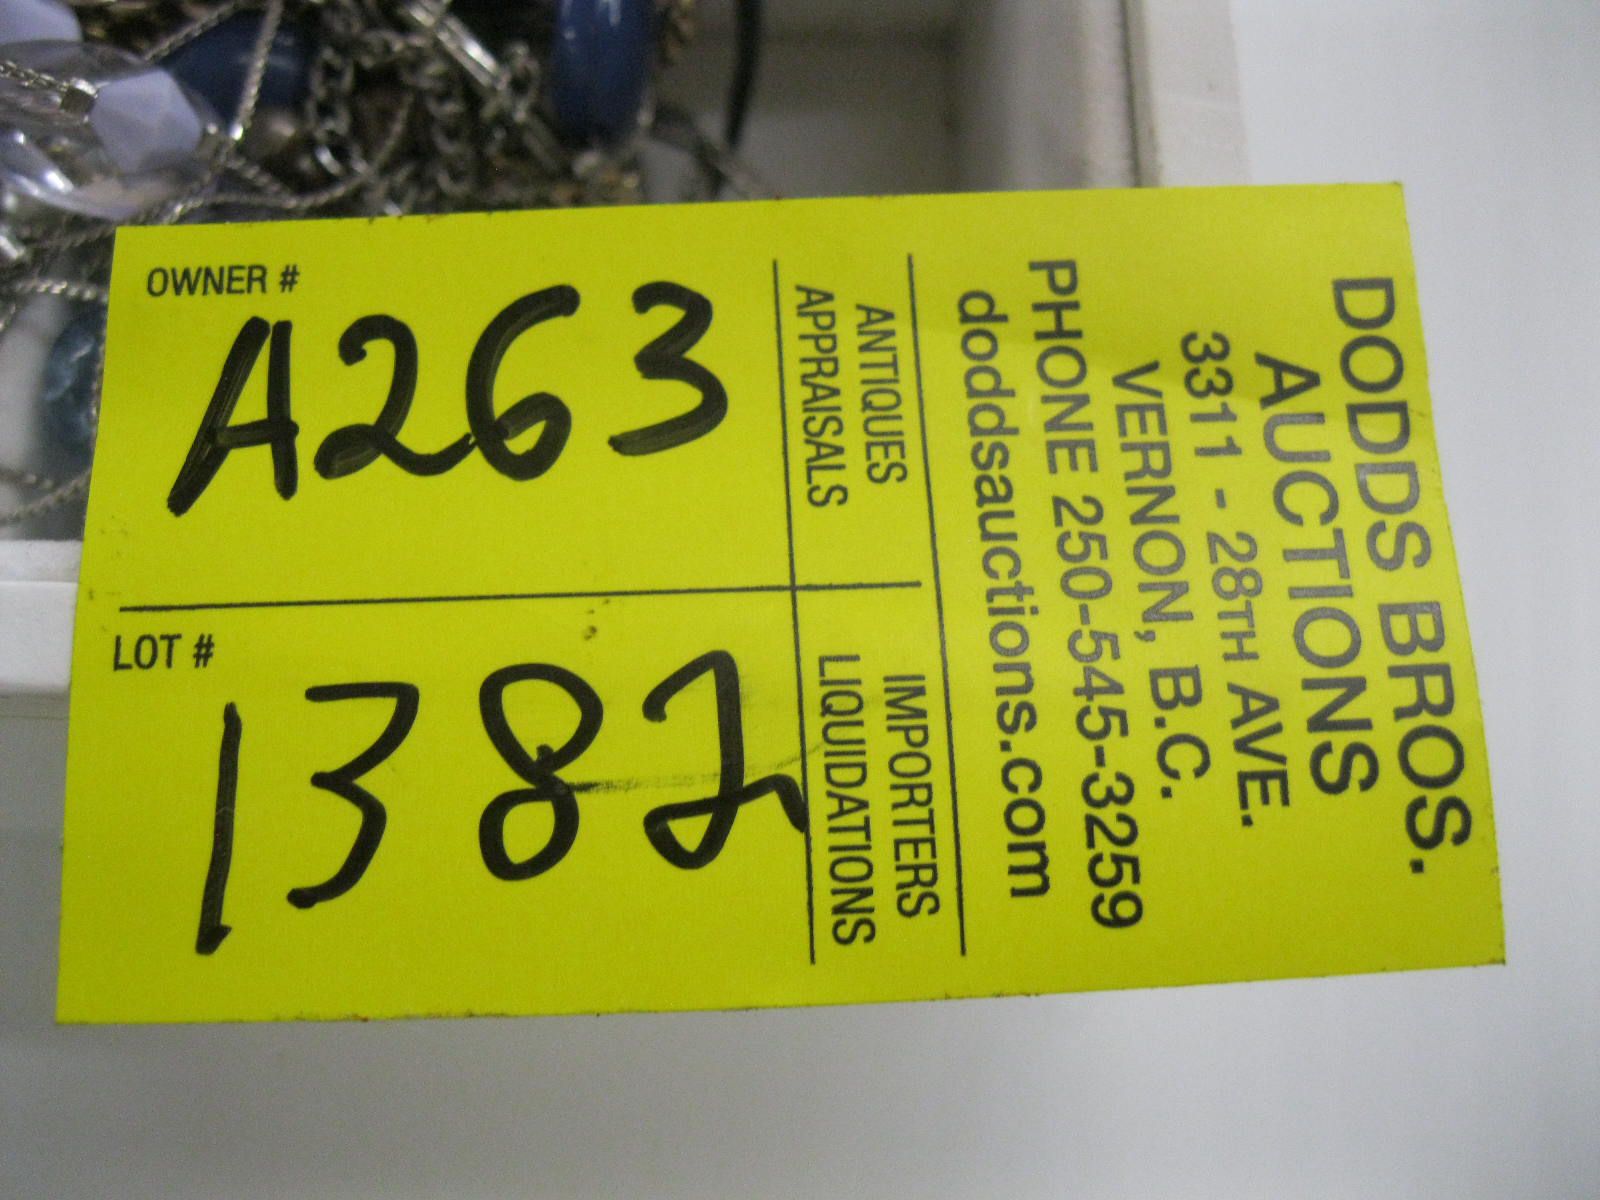 OWNER #
A263
LOT #
1382
DODDS BROS.
AUCTIONS
3311 - 28TH AVE.
VERNON, B.C.
PHONE 250-545-3259
doddsauctions.com
ANTIQUES
APPRAISALS
IMPORTERS
LIQUIDATIONS